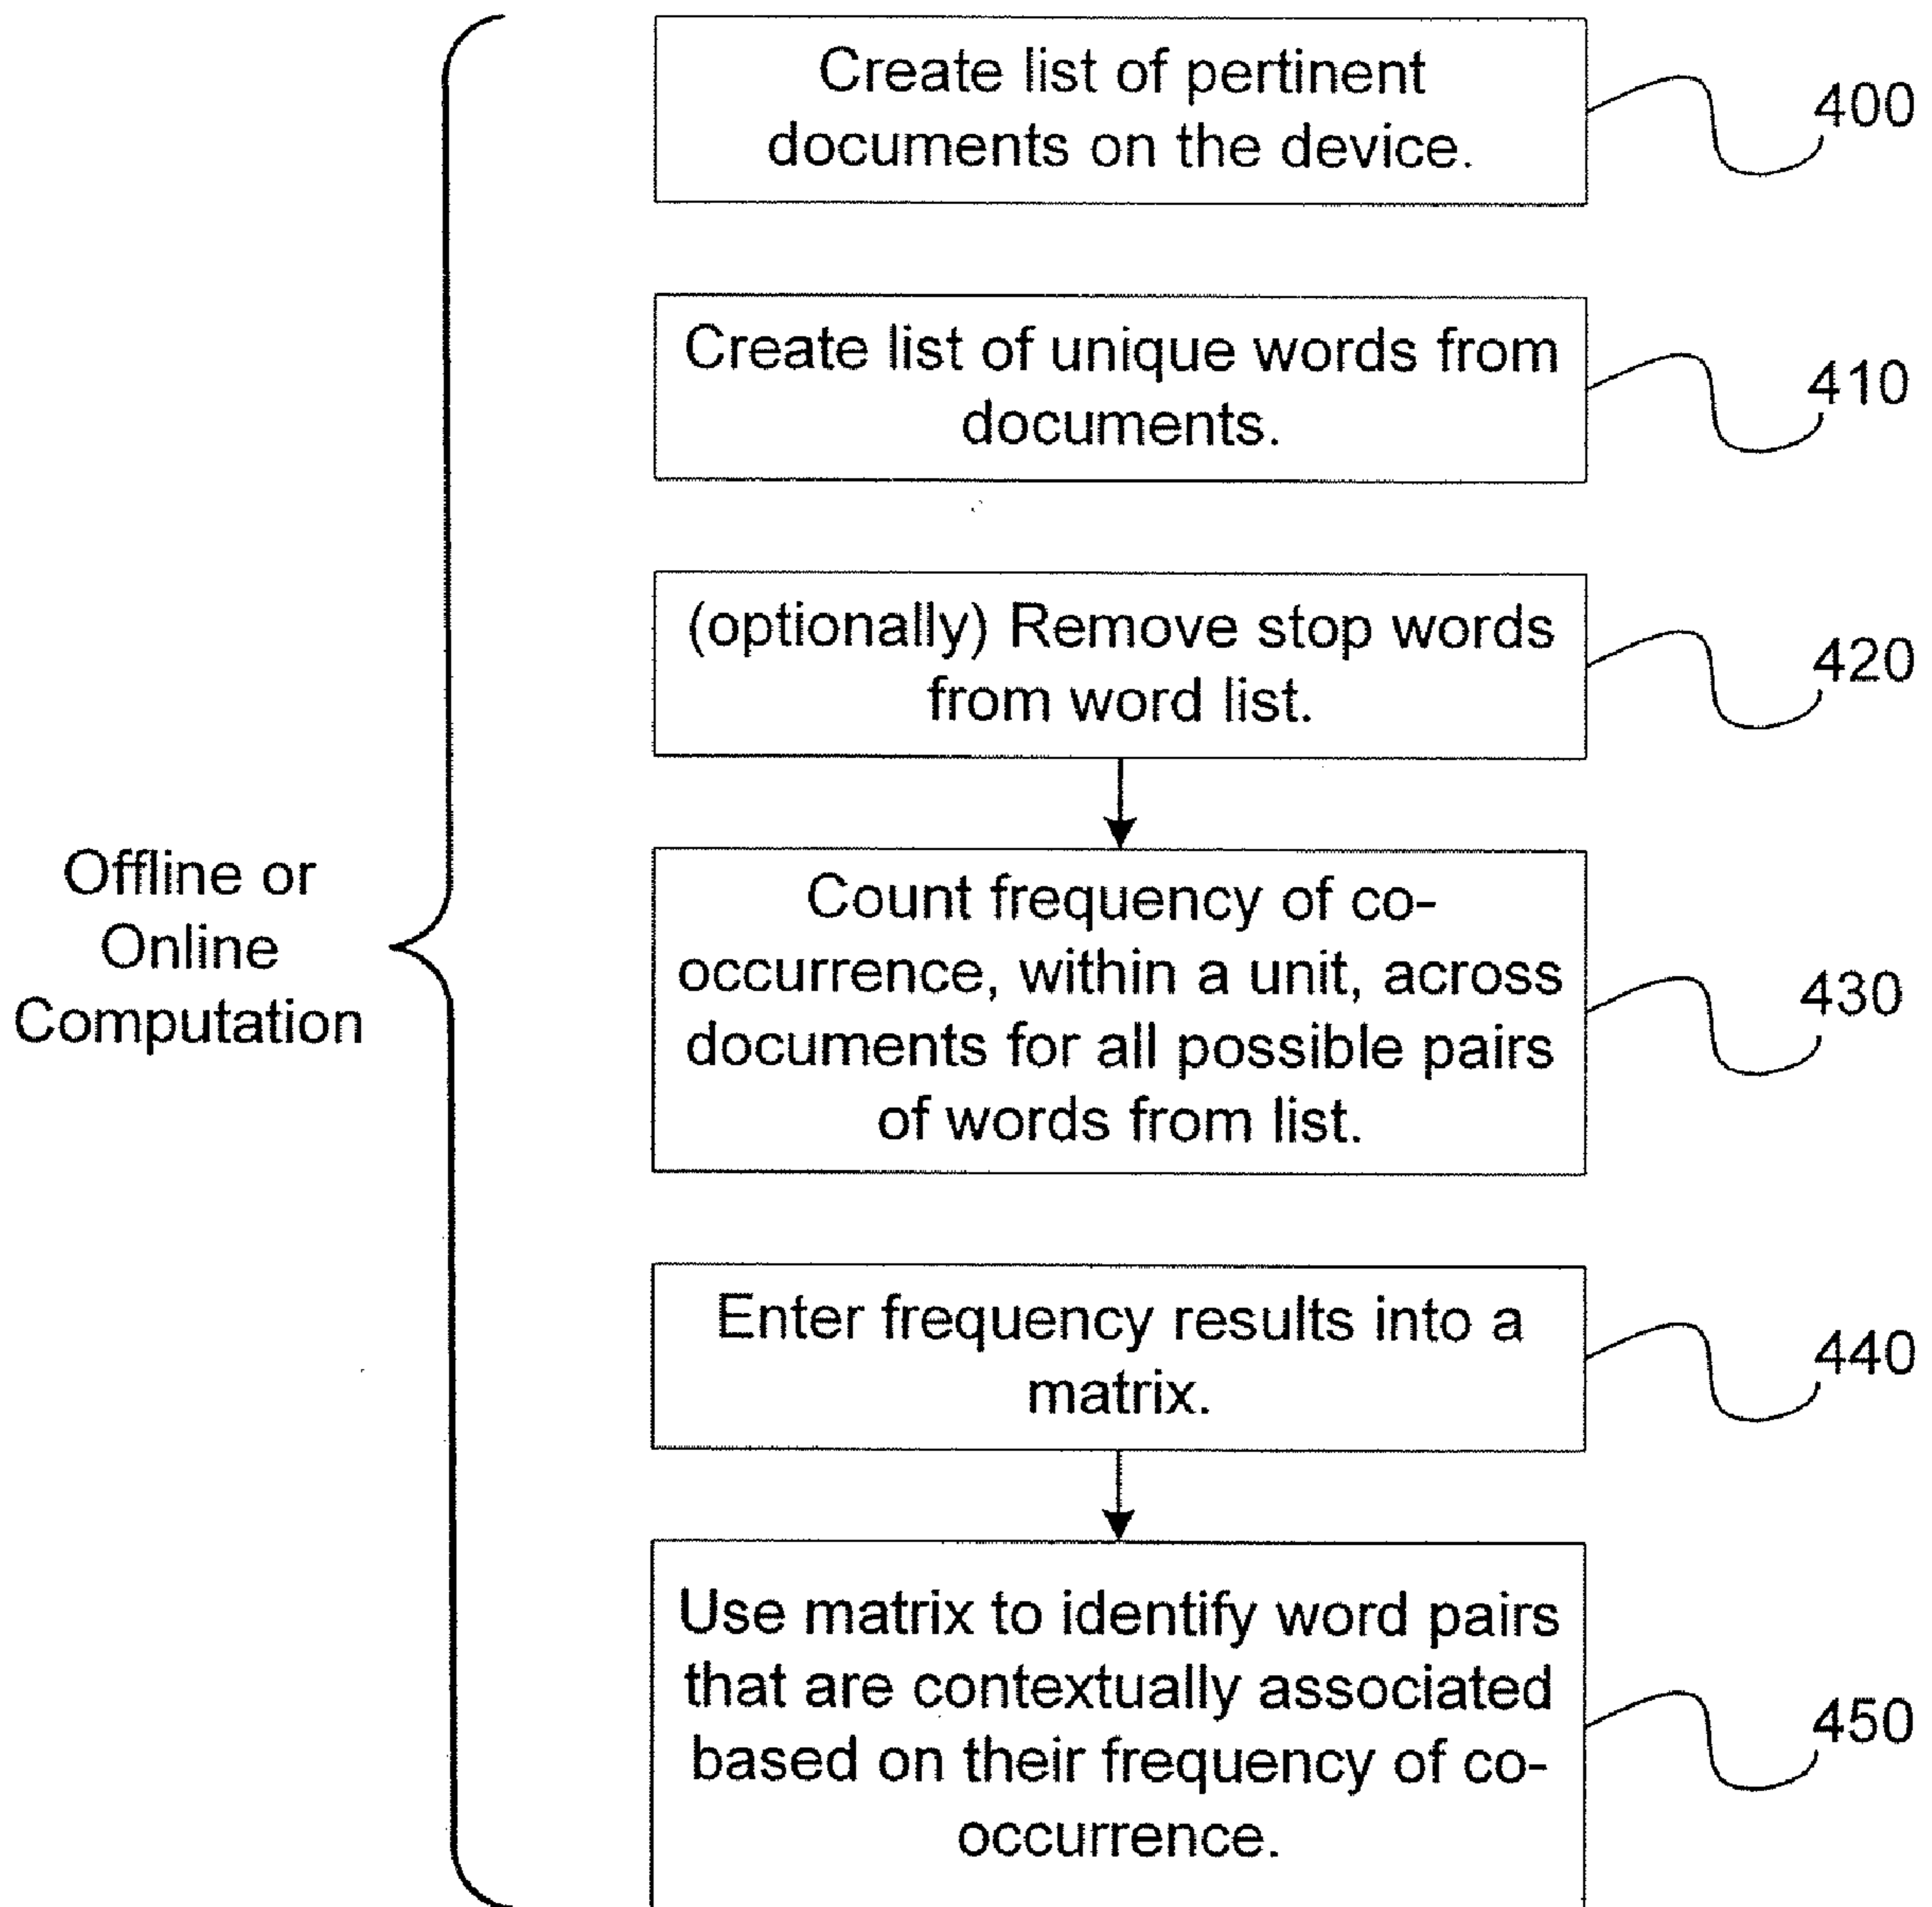 Create list of pertinent
documents on the device.
400
Create list of unique words from
documents.
410
(optionally) Remove stop words
from word list.
420
Offline or
Online
Computation
Count frequency of co-
occurrence, within a unit, across
documents for all possible pairs
of words from list.
430
Enter frequency results into a
matrix.
440
Use matrix to identify word pairs
that are contextually associated
based on their frequency of co-
occurrence.
450